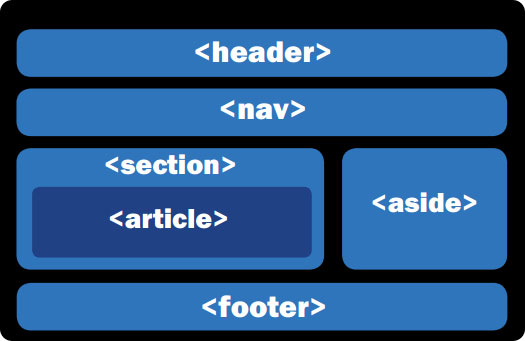 <header>
<nav>
<section>
<article>
<aside>
<footer>